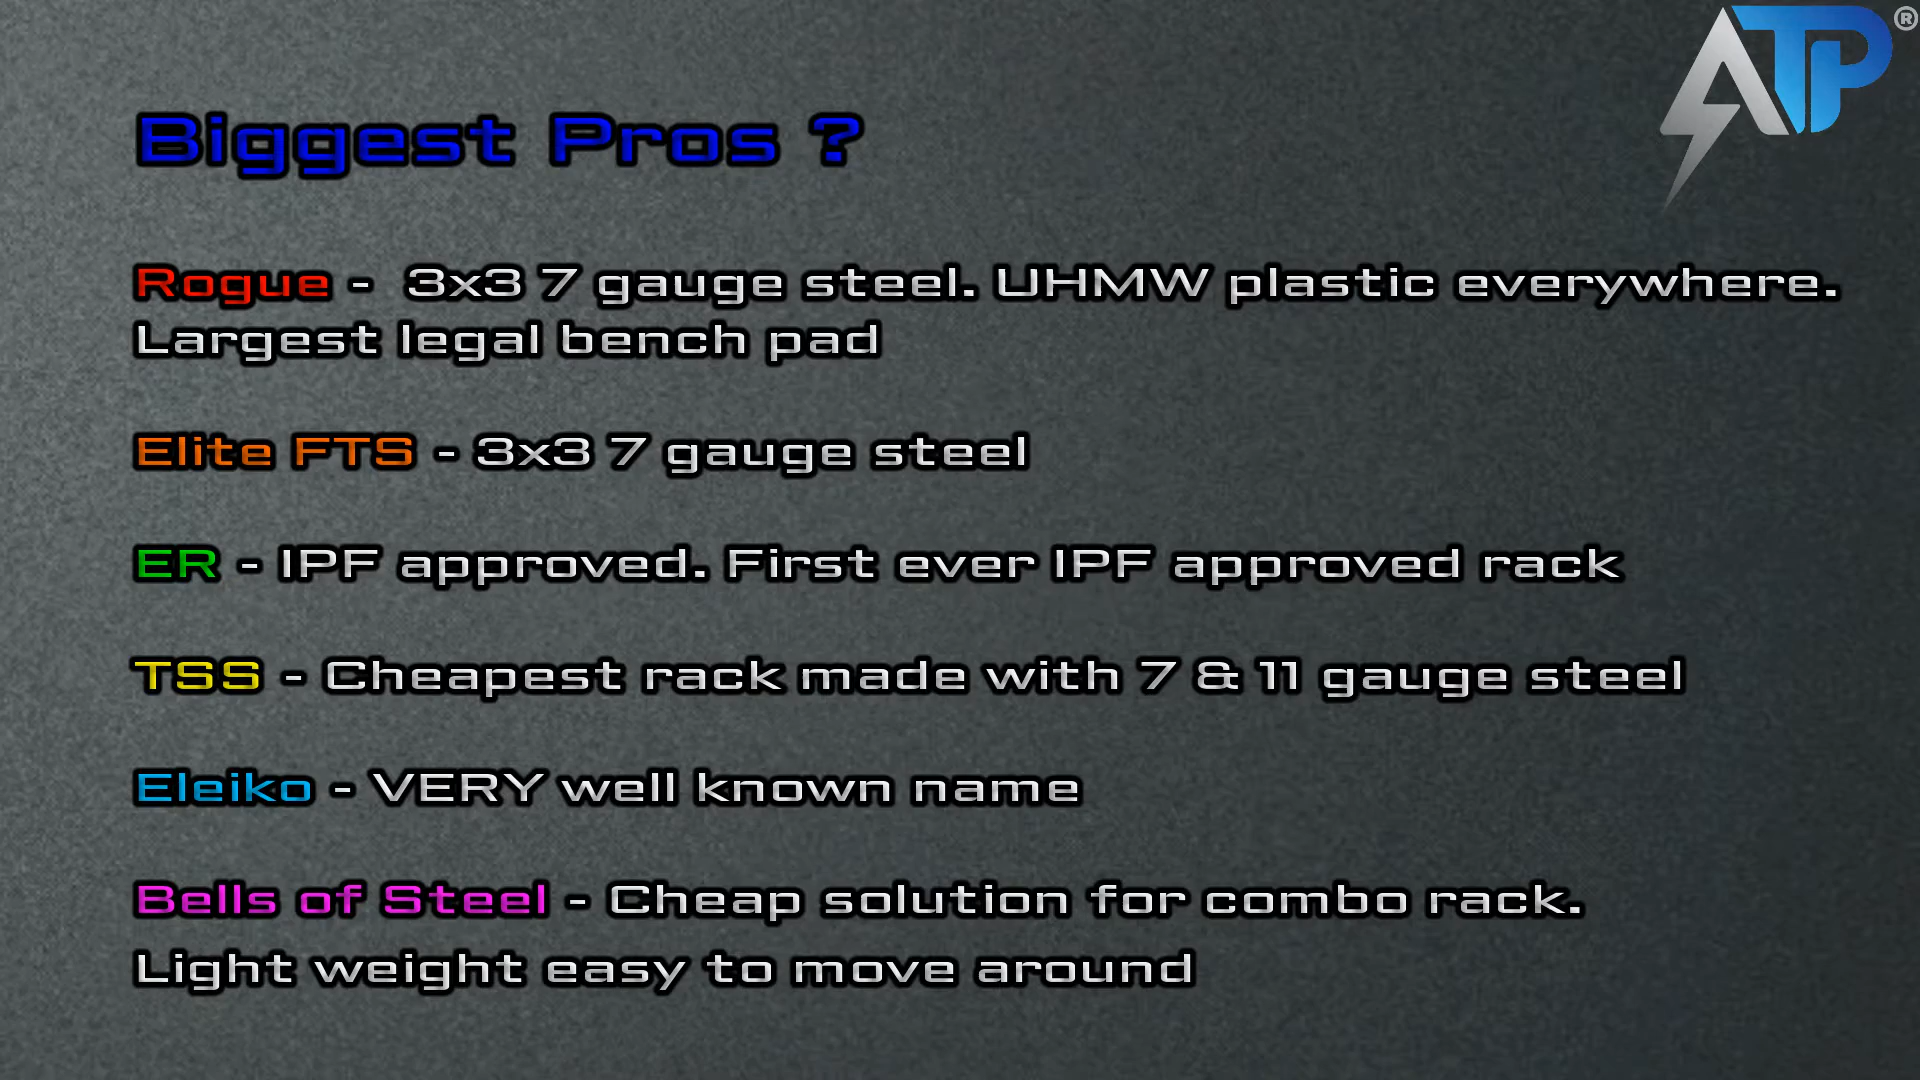 ATP®
Biggest Pros ?
Rogue - 3x3 7 gauge steel. UHMW plastic everywhere.
Largest legal bench pad
Elite FTS - 3x3 7 gauge steel
ER - IPF approved. First ever IPF approved rack
TSS - Cheapest rack made with 7 & 11 gauge steel
Eleiko - VERY well known name
Bells of Steel - Cheap solution for combo rack.
Light weight easy to move around